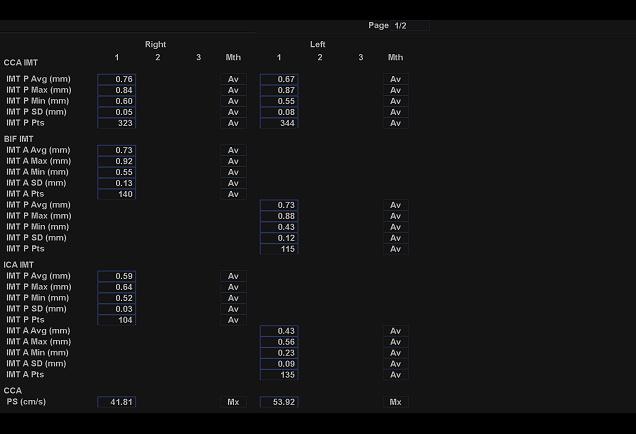 Page 1/2
Right Left
1 2 3 Mth 1 2 3 Mth
CCA IMT
IMT P Avg (mm) 0.76 Av 0.67 Av
IMT P Max (mm) 0.84 Av 0.87 Av
IMT P Min (mm) 0.60 Av 0.55 Av
IMT P SD (mm) 0.05 Av 0.08 Av
IMT P Pts 323 Av 344 Av
BIF IMT
IMT A Avg (mm) 0.73 Av
IMT A Max (mm) 0.92 Av
IMT A Min (mm) 0.55 Av
IMT A SD (mm) 0.13 Av
IMT A Pts 140 Av
IMT P Avg (mm) 0.73 Av
IMT P Max (mm) 0.88 Av
IMT P Min (mm) 0.43 Av
IMT P SD (mm) 0.12 Av
IMT P Pts 115 Av
ICA IMT
IMT P Avg (mm) 0.59 Av
IMT P Max (mm) 0.64 Av
IMT P Min (mm) 0.52 Av
IMT P SD (mm) 0.03 Av
IMT P Pts 104 Av
IMT A Avg (mm) 0.43 Av
IMT A Max (mm) 0.56 Av
IMT A Min (mm) 0.23 Av
IMT A SD (mm) 0.09 Av
IMT A Pts 135 Av
CCA
PS (cm/s) 41.81 Mx 53.92 Mx